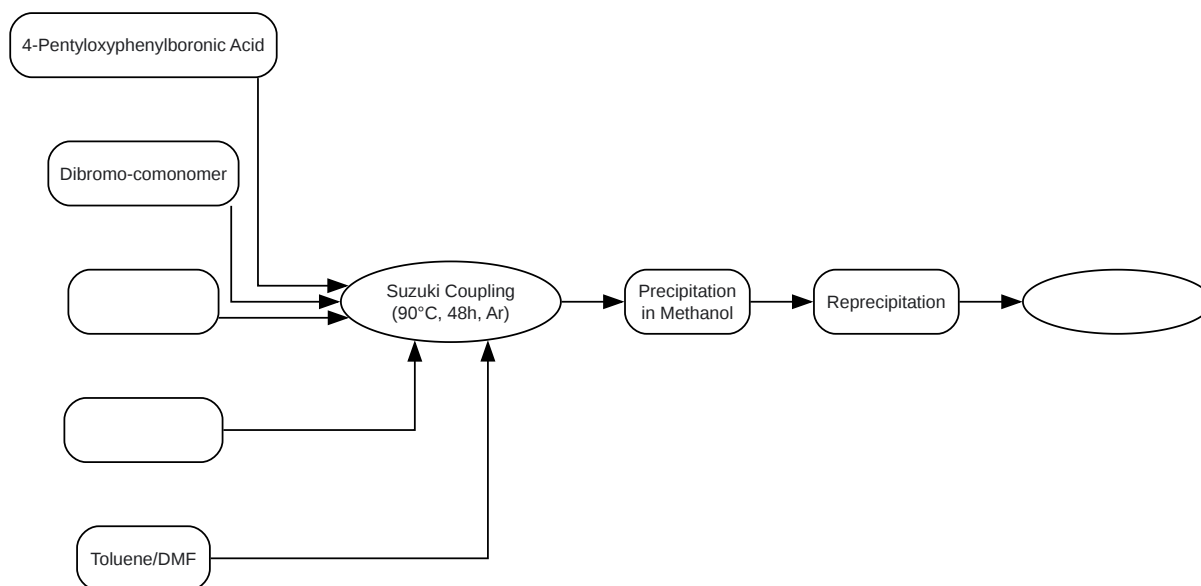 4-Pentyloxyphenylboronic Acid
Dibromo-comonomer
Suzuki Coupling
(90°C, 48h, Ar)
Precipitation
in Methanol
Reprecipitation
Toluene/DMF